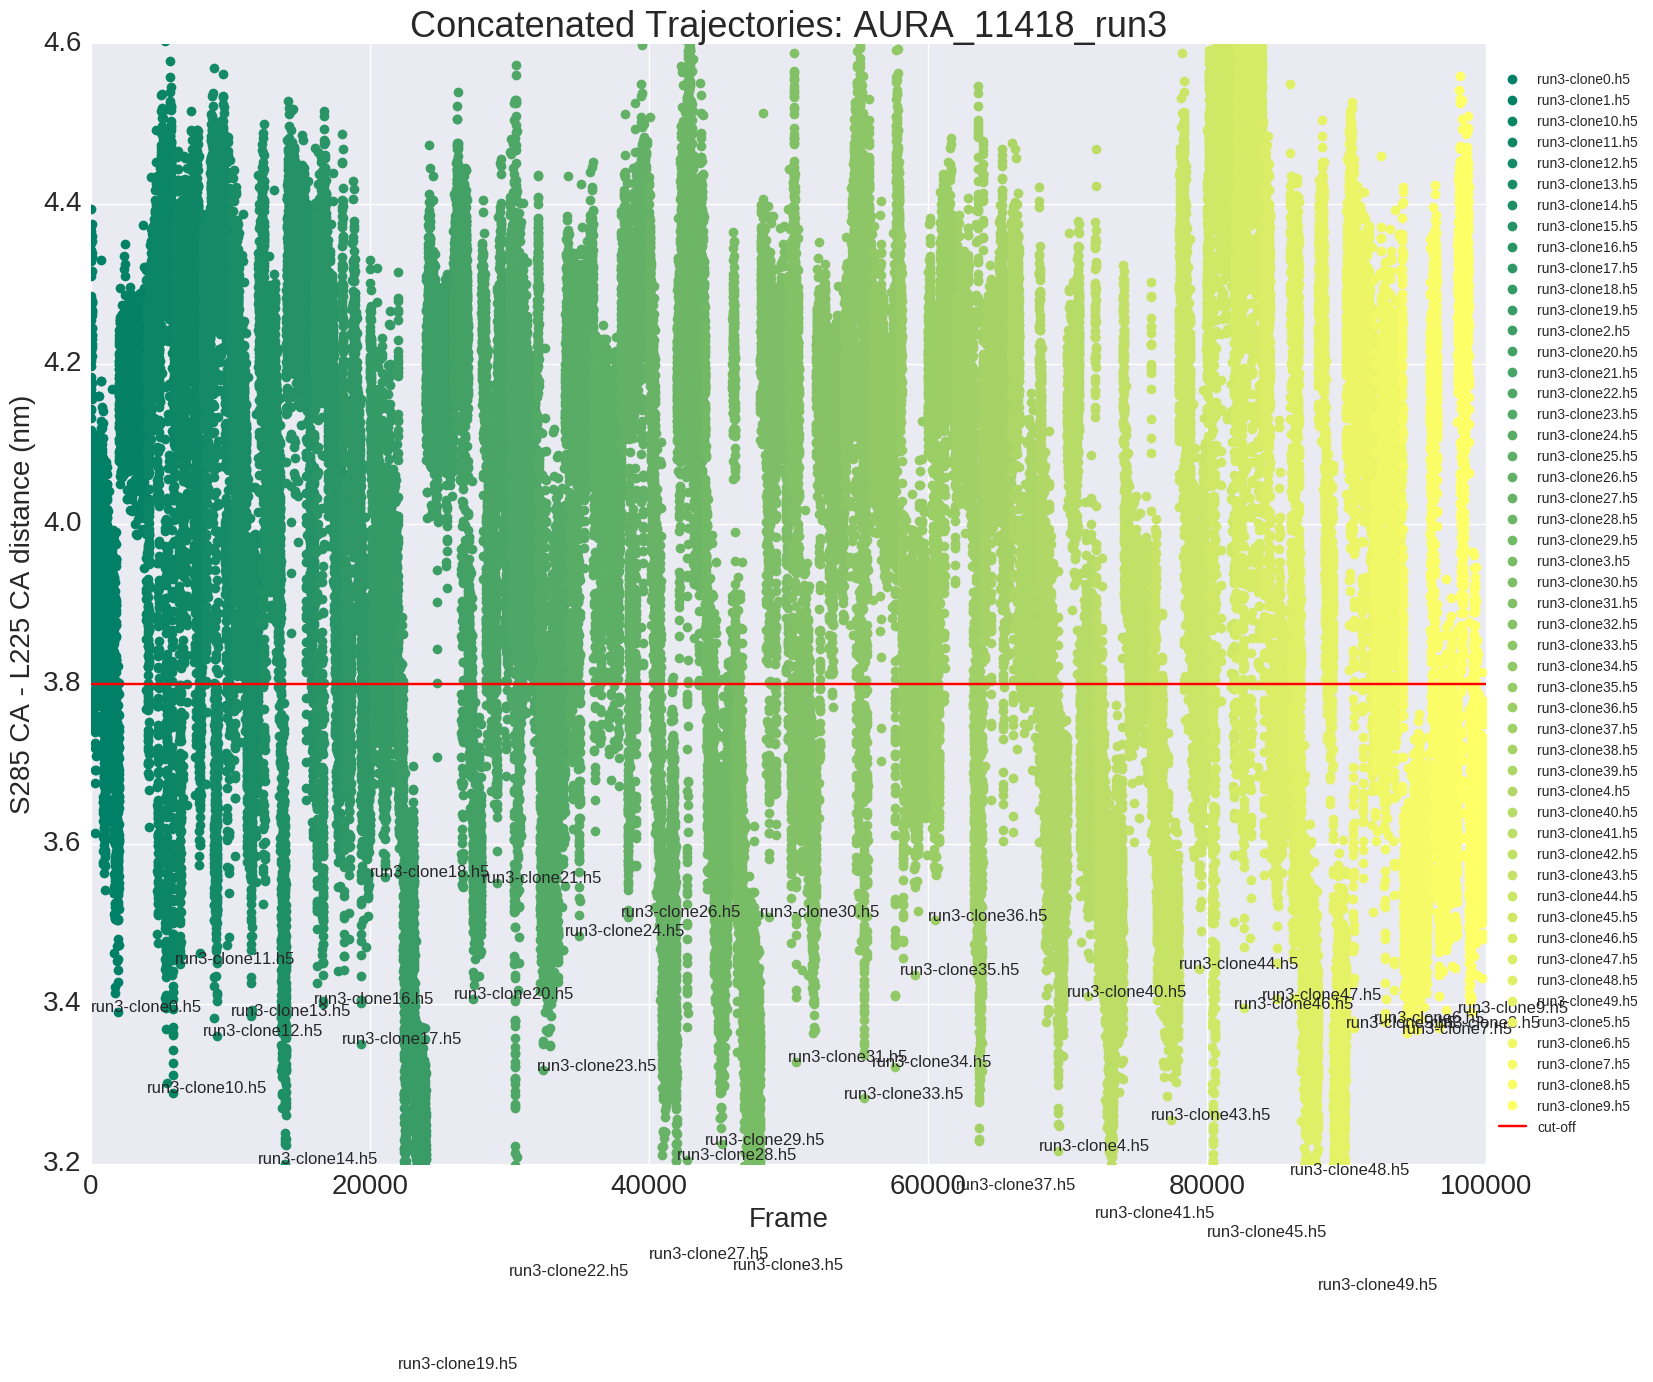 Concatenated Trajectories: AURA_11418_run3
S285 CA - L225 CA distance (nm)
4.6
4.4
4.2
4.0
3.8
3.6
3.4
3.2
0
20000
40000
60000
80000
100000
Frame
run3-clone18.h5
run3-clone21.h5
run3-clone26.h5
run3-clone30.h5
run3-clone36.h5
run3-clone24.h5
run3-clone11.h5
run3-clone44.h5
run3-clone35.h5
run3-clone20.h5
run3-clone40.h5
run3-clone47.h5
run3-clone16.h5
run3-clone46.h5
run3-clone0.h5
run3-clone13.h5
run3-clone9.h5
run3-clone6.h5
run3-clone12.h5
run3-clone5.h5
run3-clone8.h5
run3-clone7.h5
run3-clone17.h5
run3-clone31.h5
run3-clone34.h5
run3-clone23.h5
run3-clone10.h5
run3-clone33.h5
run3-clone43.h5
run3-clone29.h5
run3-clone4.h5
run3-clone28.h5
run3-clone14.h5
run3-clone48.h5
run3-clone37.h5
run3-clone41.h5
run3-clone45.h5
run3-clone27.h5
run3-clone3.h5
run3-clone22.h5
run3-clone49.h5
run3-clone19.h5
run3-clone0.h5
run3-clone1.h5
run3-clone10.h5
run3-clone11.h5
run3-clone12.h5
run3-clone13.h5
run3-clone14.h5
run3-clone15.h5
run3-clone16.h5
run3-clone17.h5
run3-clone18.h5
run3-clone19.h5
run3-clone2.h5
run3-clone20.h5
run3-clone21.h5
run3-clone22.h5
run3-clone23.h5
run3-clone24.h5
run3-clone25.h5
run3-clone26.h5
run3-clone27.h5
run3-clone28.h5
run3-clone29.h5
run3-clone3.h5
run3-clone30.h5
run3-clone31.h5
run3-clone32.h5
run3-clone33.h5
run3-clone34.h5
run3-clone35.h5
run3-clone36.h5
run3-clone37.h5
run3-clone38.h5
run3-clone39.h5
run3-clone4.h5
run3-clone40.h5
run3-clone41.h5
run3-clone42.h5
run3-clone43.h5
run3-clone44.h5
run3-clone45.h5
run3-clone46.h5
run3-clone47.h5
run3-clone48.h5
run3-clone49.h5
run3-clone5.h5
run3-clone6.h5
run3-clone7.h5
run3-clone8.h5
run3-clone9.h5
cut-off